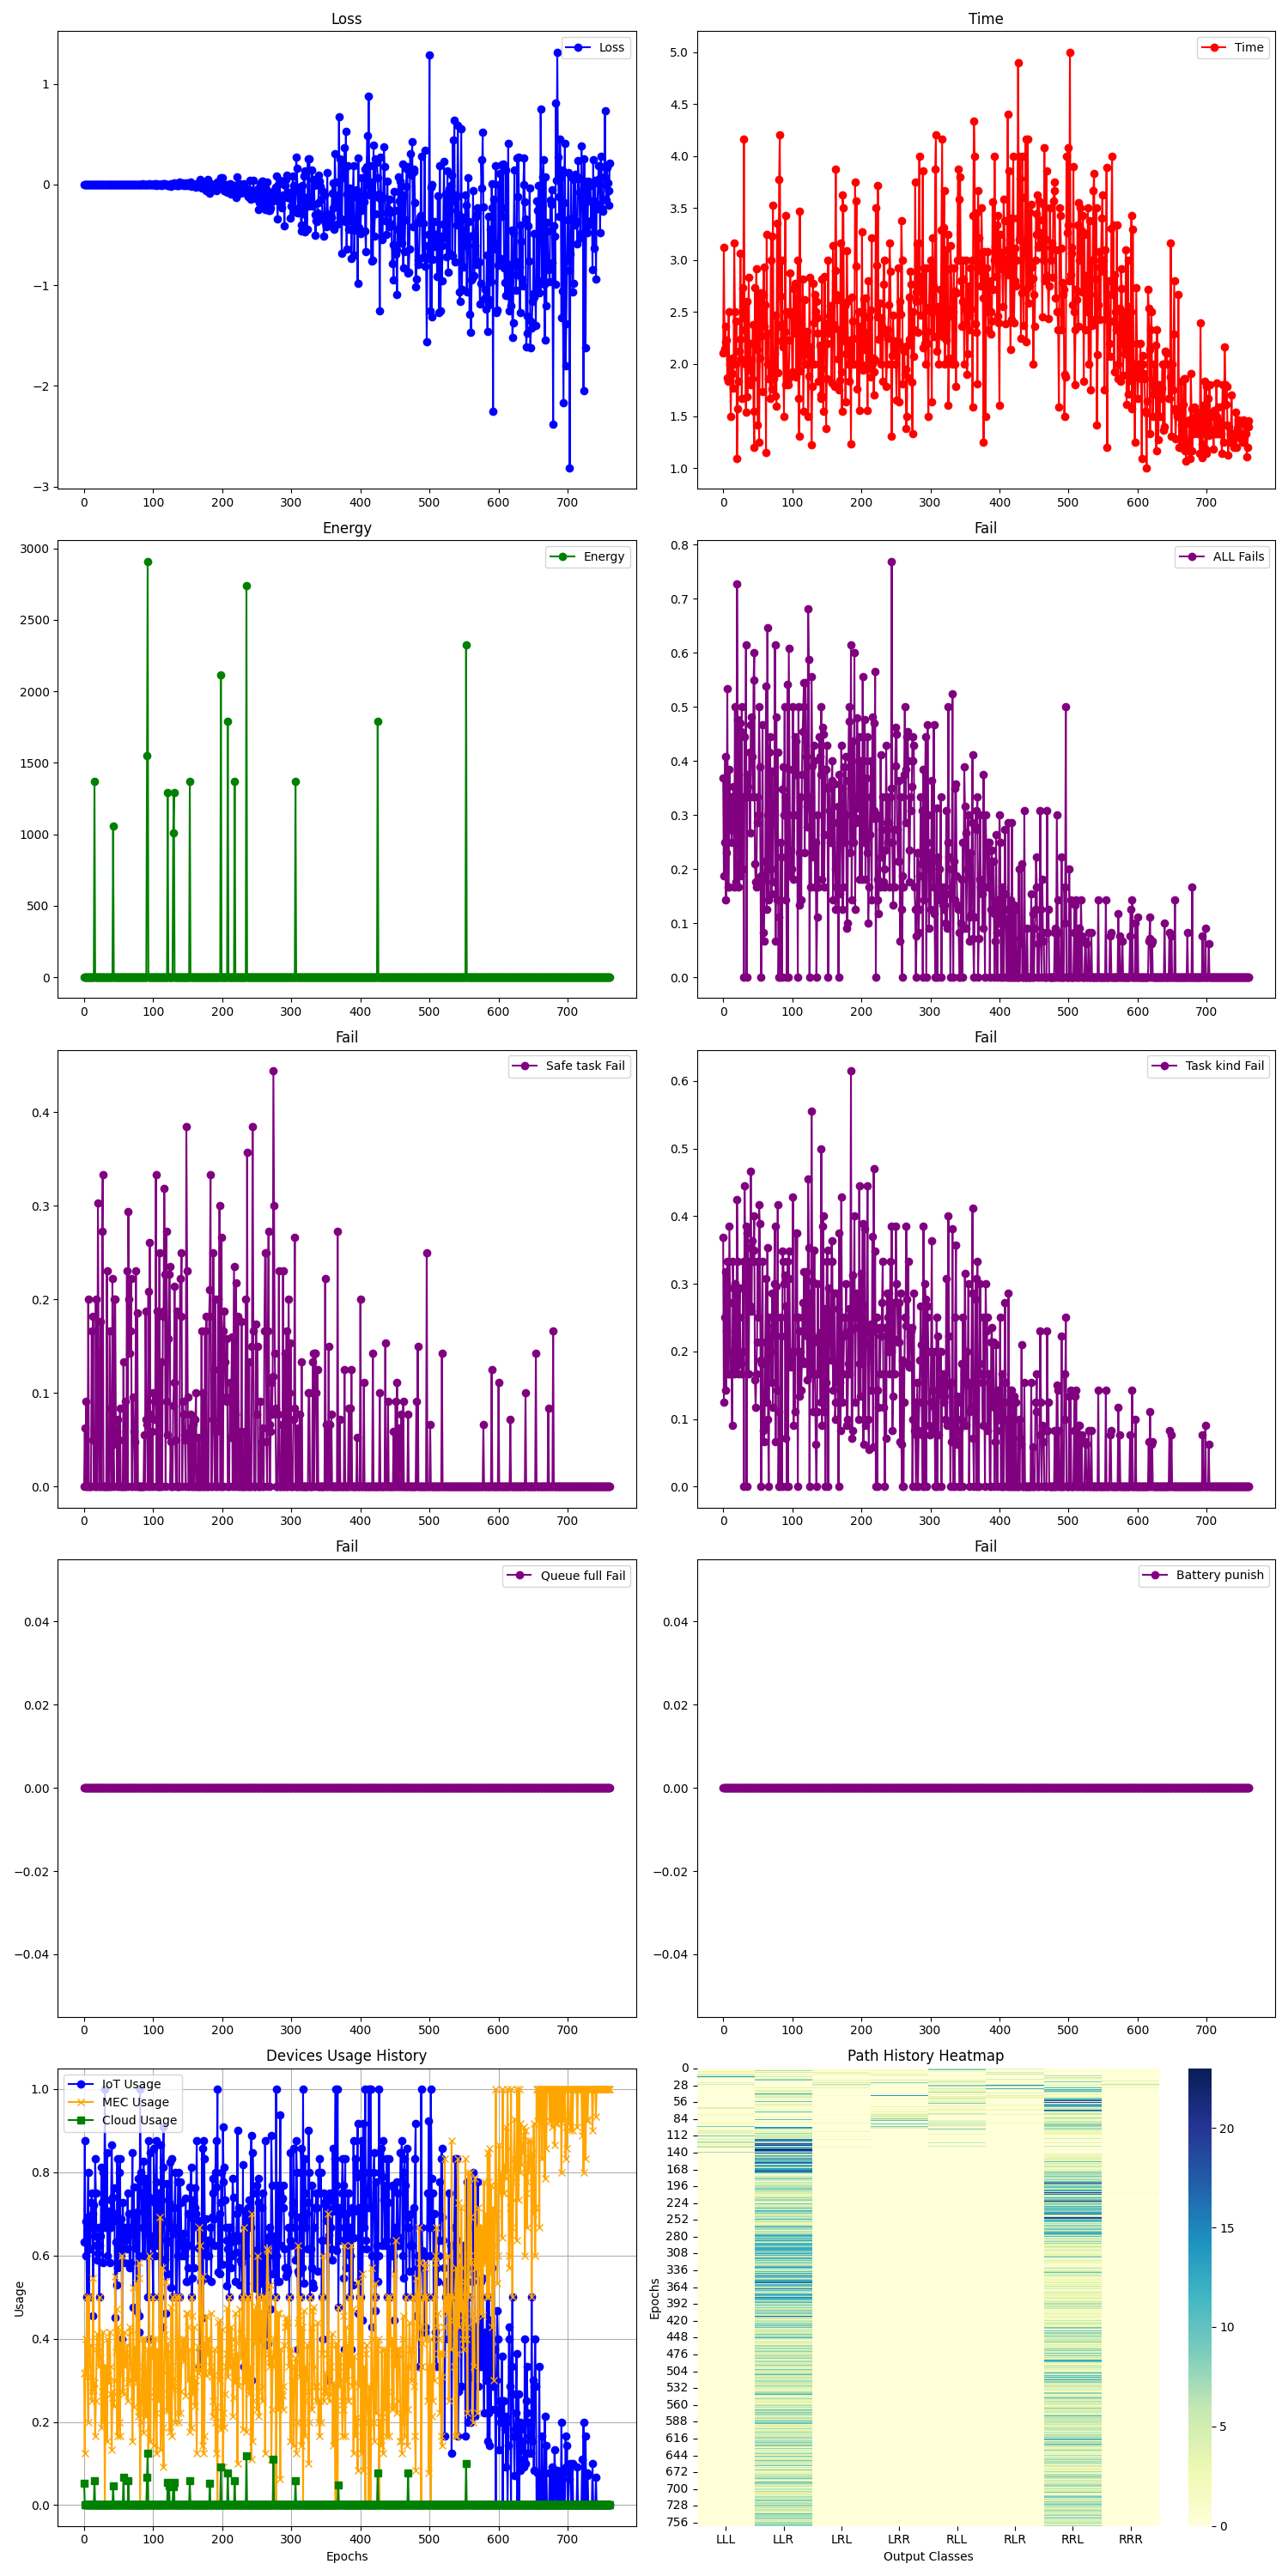 Loss
Loss
1
0
−1
−2
−3
0 100 200 300 400 500 600 700
Time
Time
5.0
4.5
4.0
3.5
3.0
2.5
2.0
1.5
1.0
0 100 200 300 400 500 600 700
Energy
Energy
3000
2500
2000
1500
1000
500
0
0 100 200 300 400 500 600 700
Fail
ALL Fails
0.8
0.7
0.6
0.5
0.4
0.3
0.2
0.1
0.0
0 100 200 300 400 500 600 700
Fail
Safe task Fail
0.4
0.3
0.2
0.1
0.0
0 100 200 300 400 500 600 700
Fail
Task kind Fail
0.6
0.5
0.4
0.3
0.2
0.1
0.0
0 100 200 300 400 500 600 700
Fail
Queue full Fail
0.04
0.02
0.00
−0.02
−0.04
0 100 200 300 400 500 600 700
Fail
Battery punish
0.04
0.02
0.00
−0.02
−0.04
0 100 200 300 400 500 600 700
Devices Usage History
IoT Usage
MEC Usage
Cloud Usage
Usage
1.0
0.8
0.6
0.4
0.2
0.0
0 100 200 300 400 500 600 700
Epochs
Path History Heatmap
Epochs
0
28
56
84
112
140
168
196
224
252
280
308
336
364
392
420
448
476
504
532
560
588
616
644
672
700
728
756
LLL LLR LRL LRR RLL RLR RRL RRR
Output Classes
20
15
10
5
0